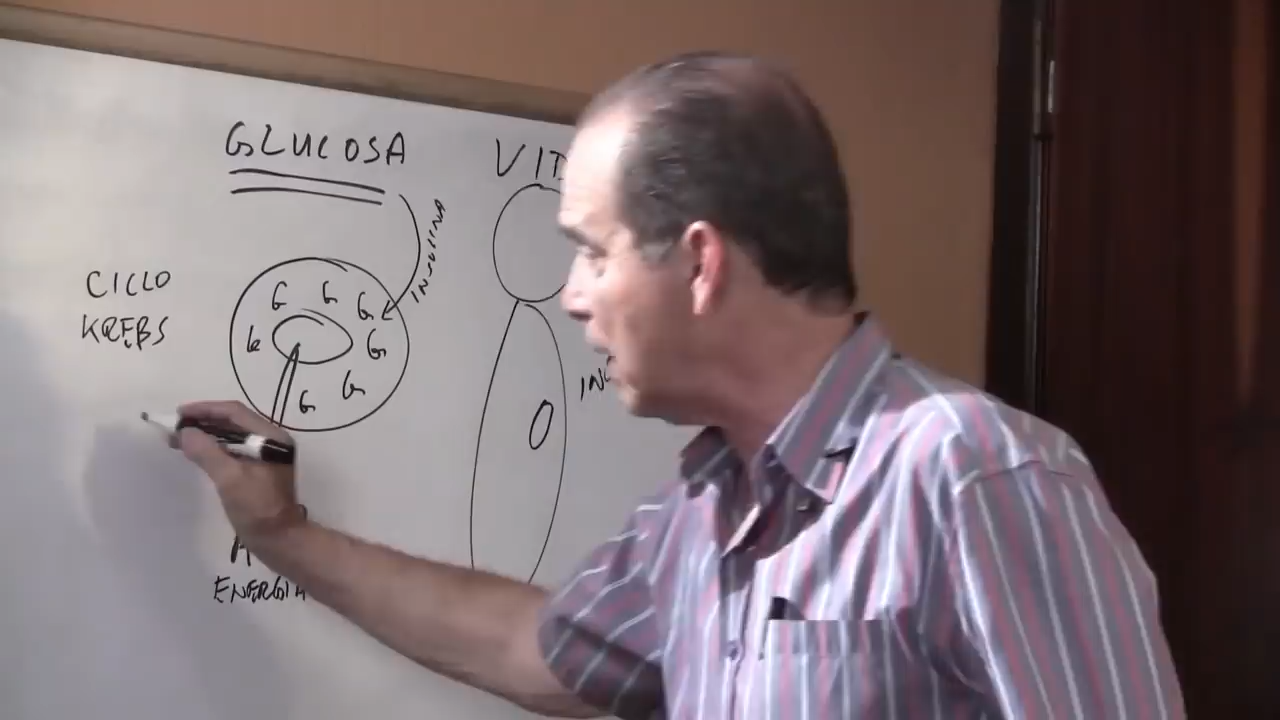 GLUCOSA
VIT
INSULINA
CICLO
KREBS
G G G
G G
G G
ENERGIA